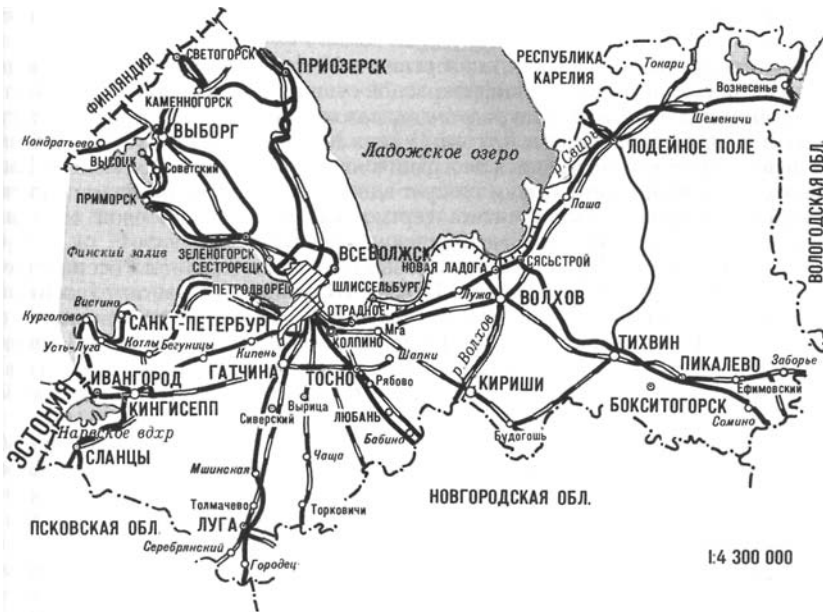 СВЕТОГОРСК
ФИНЛЯНДИЯ
ПРИОЗЕРСК
РЕСПУБЛИКА
КАРЕЛИЯ
Токари
Вознесенье
КАМЕННОГОРСК
Шеменичи
Кондратьево
ВЫБОРГ
ВЫСОЦК
Советский
Ладожское озеро
р. Свирь
ЛОДЕЙНОЕ ПОЛЕ
ВОЛОГОДСКАЯ ОБЛ.
ПРИМОРСК
Паша
Финский залив
ЗЕЛЕНОГОРСК
СЕСТРОРЕЦК
ВСЕВОЛЖСК
НОВАЯ ЛАДОГА
СЯСЬСТРОЙ
ПЕТРОДВОРЕЦ
ШЛИССЕЛЬБУРГ
Лужа
ВОЛХОВ
Вистино
Курголово
САНКТ-ПЕТЕРБУРГ
ОТРАДНОЕ
КОЛПИНО
Мга
Усть-Луга
Котлы
Бегуницы
Кипень
Шапки
р. Волхов
ТИХВИН
ПИКАЛЕВО
Заборье
Ефимовский
ИВАНГОРОД
ГАТЧИНА
ТОСНО
Рябово
КИРИШИ
БОКСИТОГОРСК
Сомино
ЭСТОНИЯ
КИНГИСЕПП
Сиверский
Вырица
ЛЮБАНЬ
Бабино
Будогощь
Нарвское вдхр
СЛАНЦЫ
Мшинская
Чаща
Толмачево
Торковичи
НОВГОРОДСКАЯ ОБЛ.
ПСКОВСКАЯ ОБЛ.
ЛУГА
Серебрянский
Городец
1:4 300 000